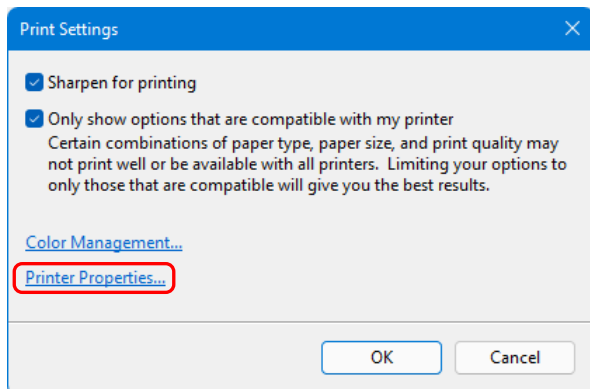 Print Settings
Sharpen for printing
Only show options that are compatible with my printer
Certain combinations of paper type, paper size, and print quality may
not print well or be available with all printers.  Limiting your options to
only those that are compatible will give you the best results.
Color Management...
Printer Properties...
OK
Cancel